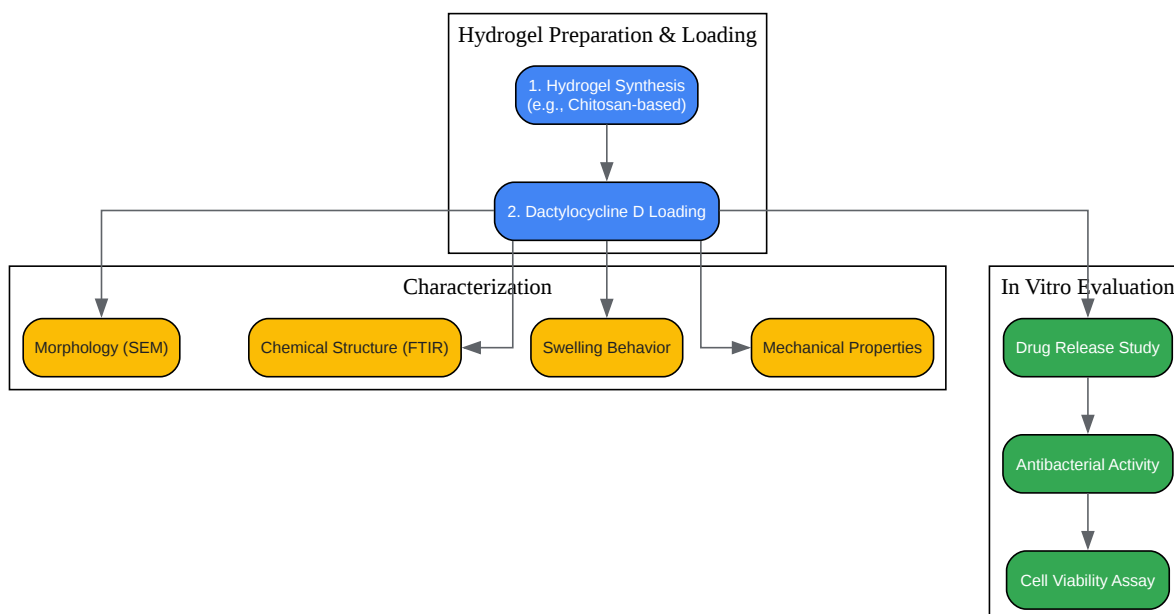 Hydrogel Preparation & Loading
1. Hydrogel Synthesis
(e.g., Chitosan-based)
2. Dactylocycline D Loading
Characterization
Morphology (SEM)
Chemical Structure (FTIR)
Swelling Behavior
Mechanical Properties
In Vitro Evaluation
Drug Release Study
Antibacterial Activity
Cell Viability Assay